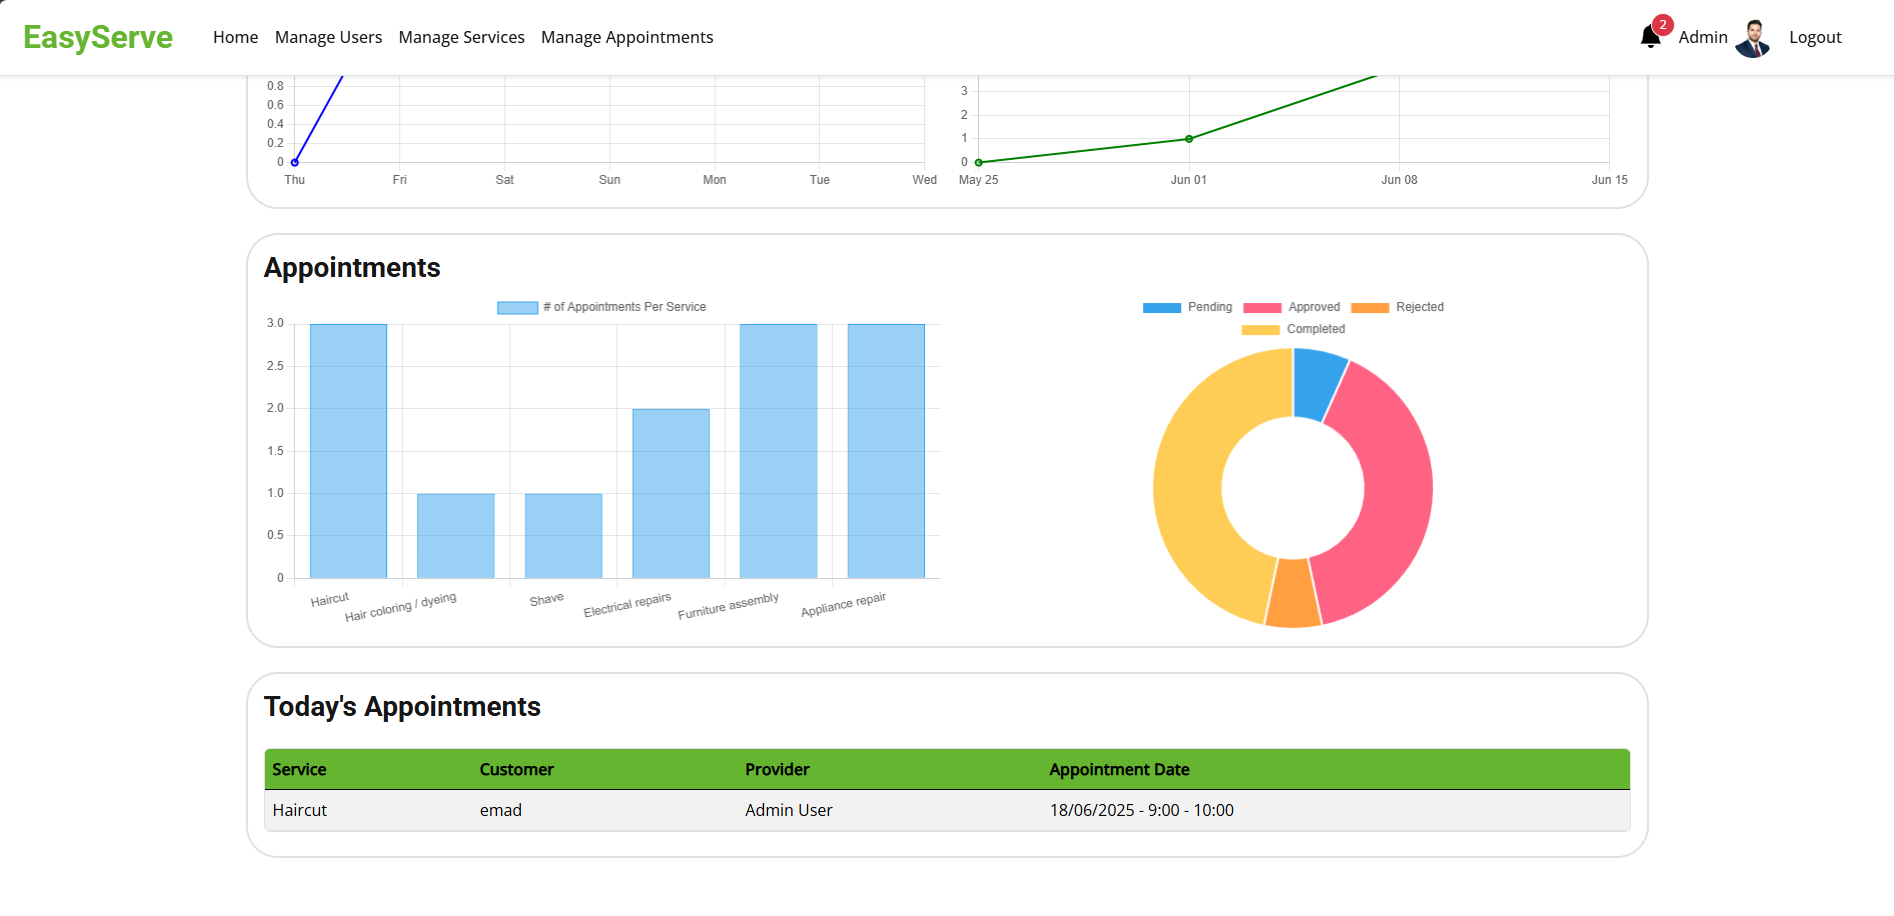 EasyServe Home Manage Users Manage Services Manage Appointments 2 Admin Logout
0.8
0.6
0.4
0.2
0
Thu Fri Sat Sun Mon Tue Wed
3
2
1
0
May 25 Jun 01 Jun 08 Jun 15
Appointments
# of Appointments Per Service
3.0
2.5
2.0
1.5
1.0
0.5
0
Haircut Hair coloring / dyeing Shave Electrical repairs Furniture assembly Appliance repair
Pending Approved Rejected
Completed
Today's Appointments
Service Customer Provider Appointment Date
Haircut emad Admin User 18/06/2025 - 9:00 - 10:00